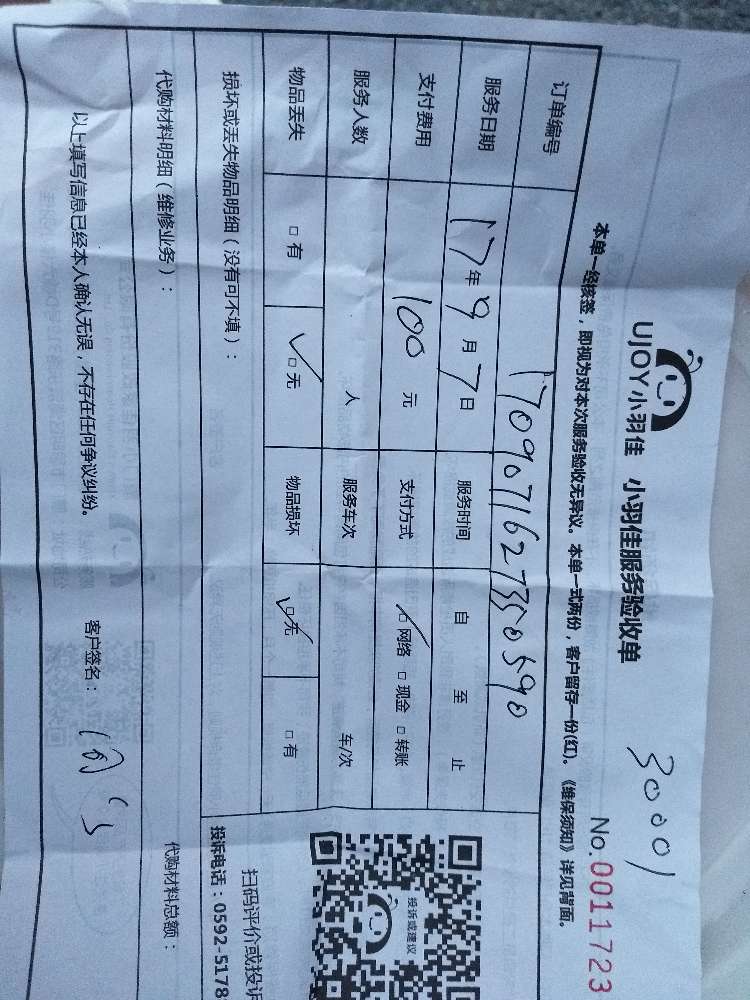 30001
UJOY小羽佳 小羽佳服务验收单 No.0011723
本单一经核签，即视为对本次服务验收无异议。本单一式两份，客户留存一份(红)。《维保须知》详见背面。
订单编号
服务日期 17年9月7日 服务时间 自 至 止
支付费用 100元 支付方式 □网络 □现金 □转账
服务人数 人 服务车次 车/次
物品丢失 □有 □无 物品损坏 □无 □有
损坏或丢失物品明细（没有可不填）：
代购材料明细（维修业务）： 代购材料总额：
以上填写信息已经本人确认无误，不存在任何争议纠纷。 客户签名：
投诉或建议
扫码评价或投诉
投诉电话：0592-5178